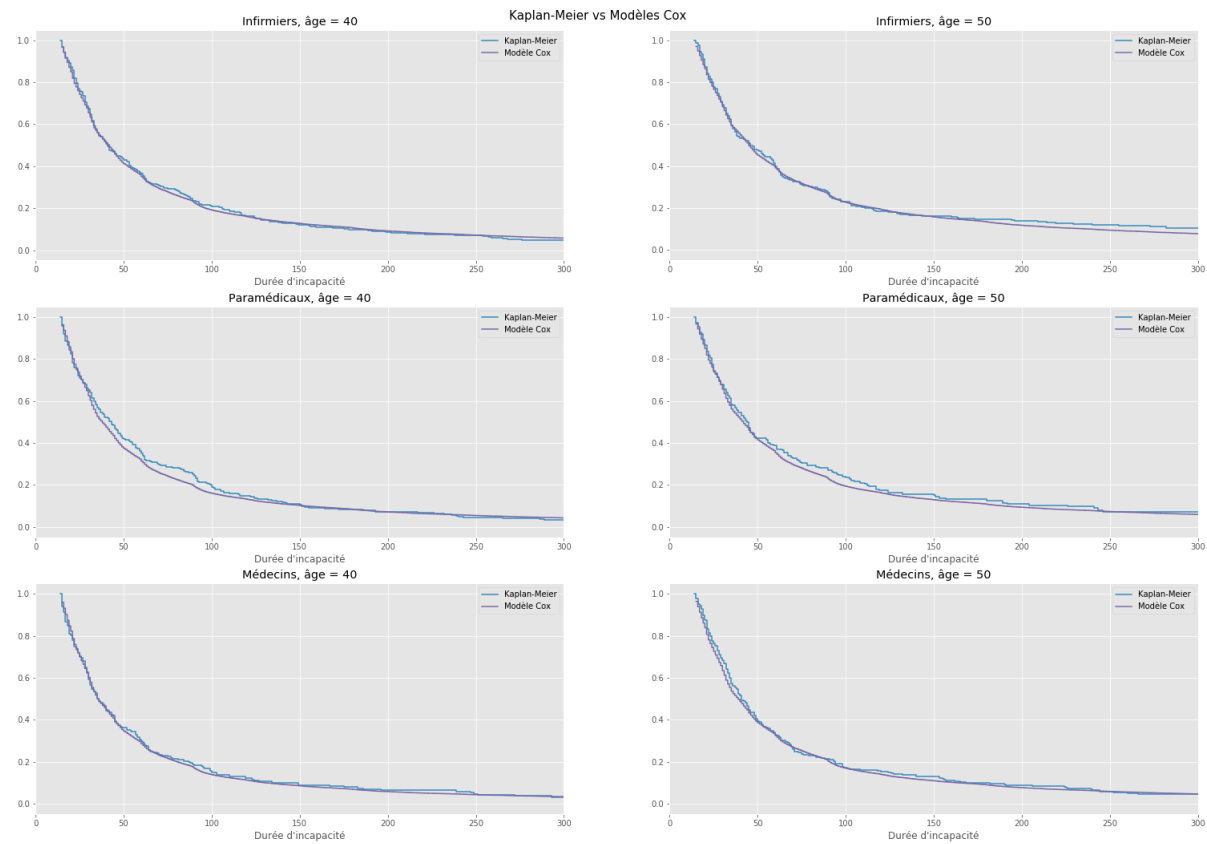 Kaplan-Meier vs Modèles Cox
Infirmiers, âge = 40
Kaplan-Meier
Modèle Cox
1.0
0.8
0.6
0.4
0.2
0.0
0 50 100 150 200 250 300
Durée d'incapacité
Infirmiers, âge = 50
Kaplan-Meier
Modèle Cox
1.0
0.8
0.6
0.4
0.2
0.0
0 50 100 150 200 250 300
Durée d'incapacité
Paramédicaux, âge = 40
Kaplan-Meier
Modèle Cox
1.0
0.8
0.6
0.4
0.2
0.0
0 50 100 150 200 250 300
Durée d'incapacité
Paramédicaux, âge = 50
Kaplan-Meier
Modèle Cox
1.0
0.8
0.6
0.4
0.2
0.0
0 50 100 150 200 250 300
Durée d'incapacité
Médecins, âge = 40
Kaplan-Meier
Modèle Cox
1.0
0.8
0.6
0.4
0.2
0.0
0 50 100 150 200 250 300
Durée d'incapacité
Médecins, âge = 50
Kaplan-Meier
Modèle Cox
1.0
0.8
0.6
0.4
0.2
0.0
0 50 100 150 200 250 300
Durée d'incapacité